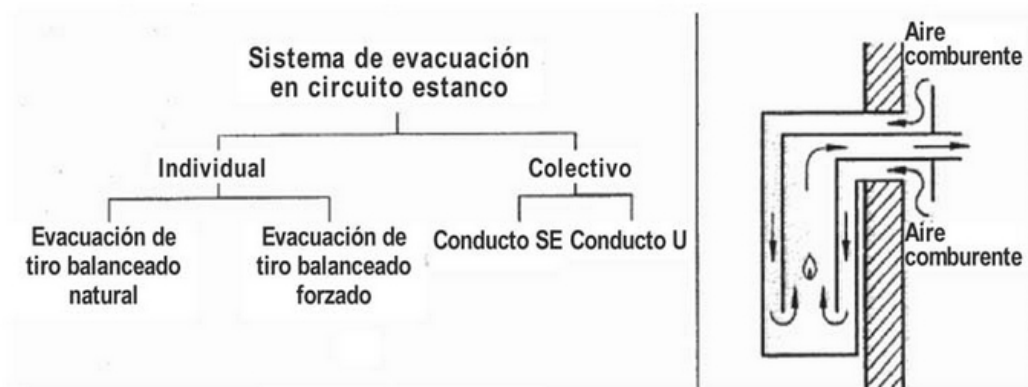 Sistema de evacuación
en circuito estanco
Individual
Colectivo
Evacuación de
tiro balanceado
natural
Evacuación de
tiro balanceado
forzado
Conducto SE
Conducto U
Aire
comburente
Aire
comburente